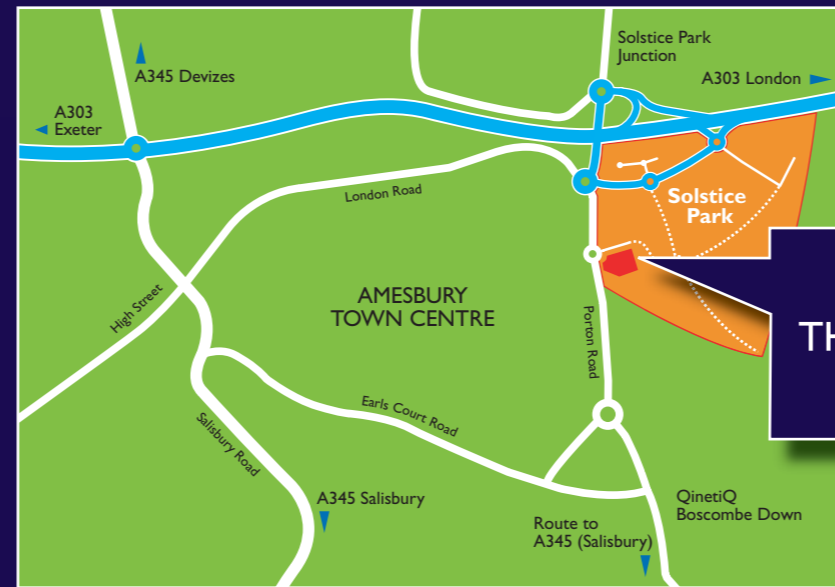 Solstice Park
Junction
A345 Devizes
A303 London
A303
Exeter
London Road
Solstice
Park
High Street
AMESBURY
TOWN CENTRE
Porton Road
Earls Court Road
Salisbury Road
A345 Salisbury
QinetiQ
Boscombe Down
Route to
A345 (Salisbury)